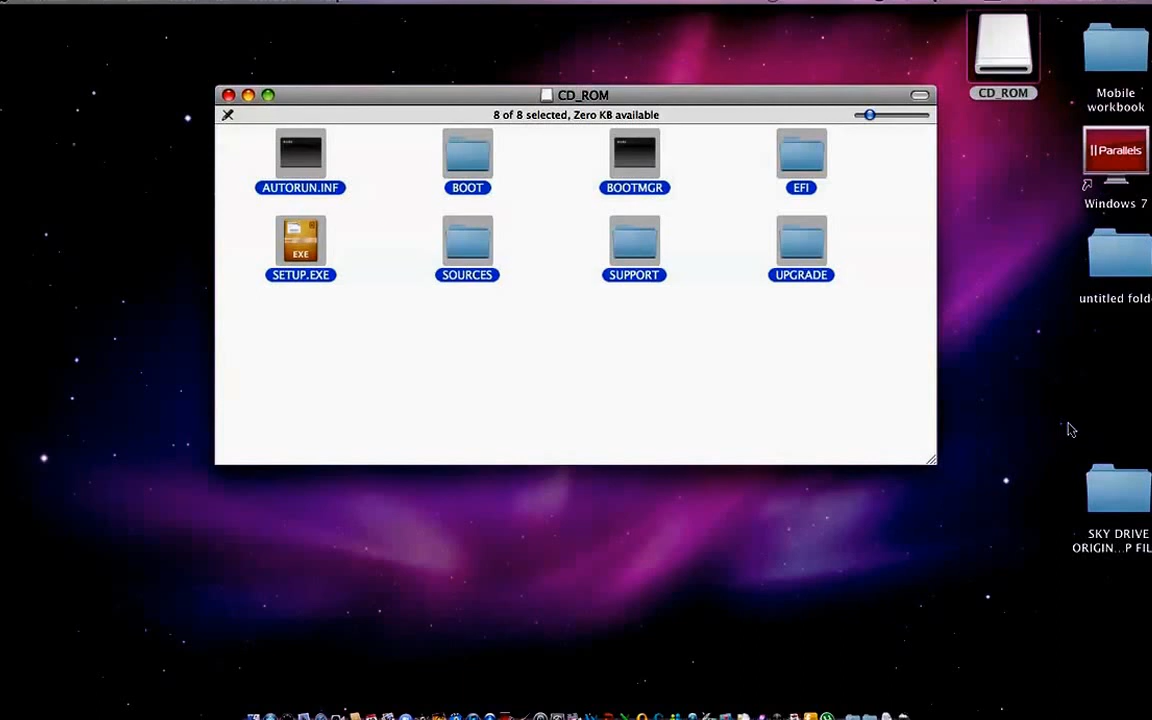 CD_ROM
8 of 8 selected, Zero KB available
AUTORUN.INF
BOOT
BOOTMGR
EFI
EXE
SETUP.EXE
SOURCES
SUPPORT
UPGRADE
CD_ROM
Mobile
workbook
Parallels
Windows 7
untitled fold
SKY DRIVE
ORIGIN...P FIL